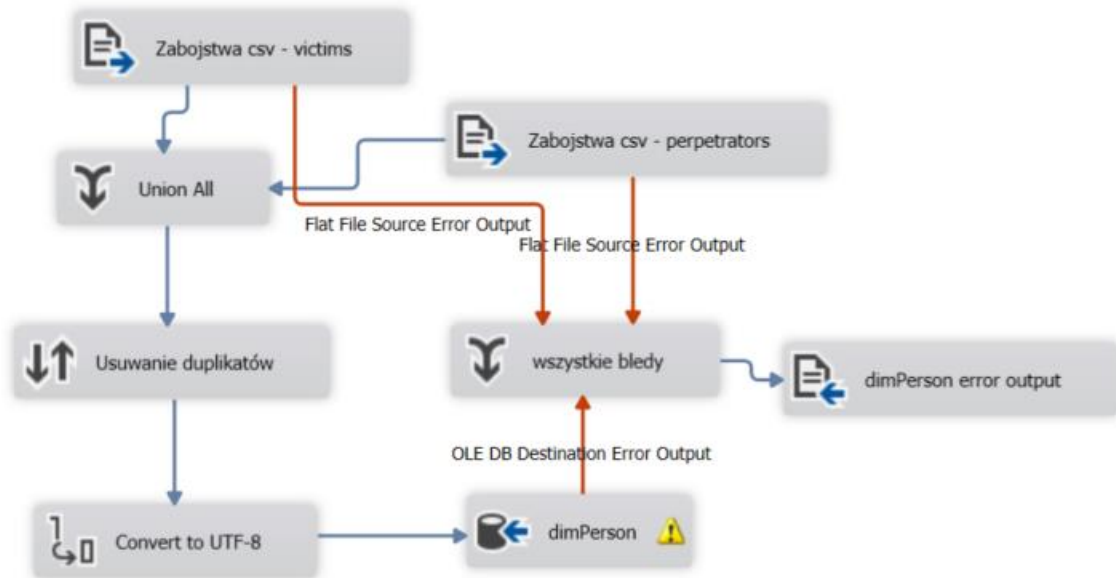 Zabojstwa csv - victims
Zabojstwa csv - perpetrators
Union All
Flat File Source Error Output
Flat File Source Error Output
Usuwanie duplikatów
wszystkie bledy
dimPerson error output
OLE DB Destination Error Output
Convert to UTF-8
dimPerson